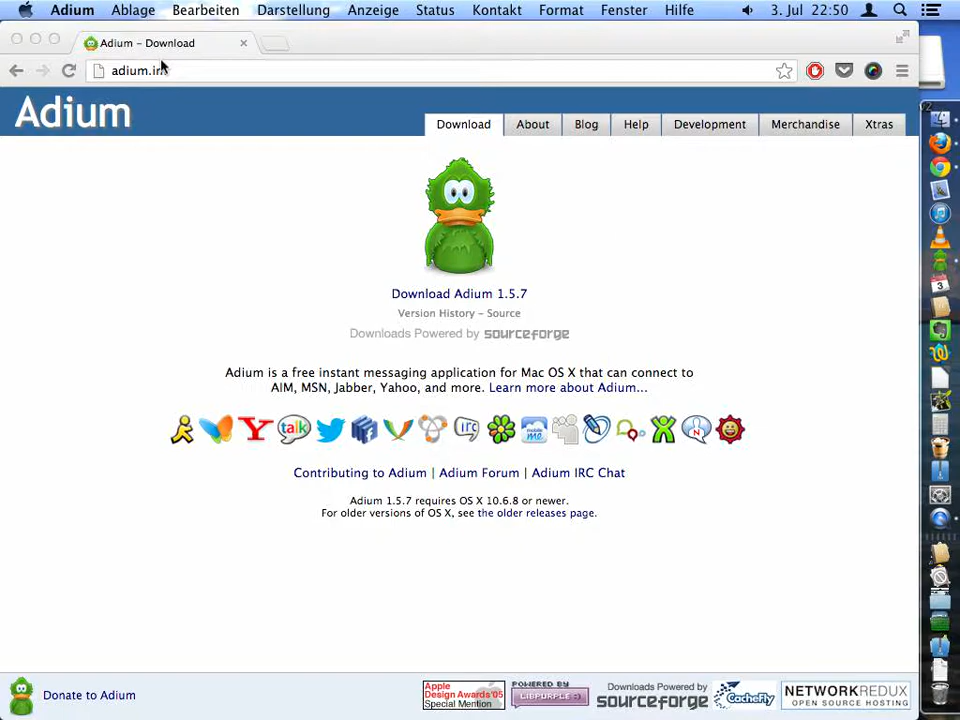 Adium Ablage Bearbeiten Darstellung Anzeige Status Kontakt Format Fenster Hilfe 3. Jul 22:50
Adium – Download
Adium
Download About Blog Help Development Merchandise Xtras
Download Adium 1.5.7
Version History – Source
Downloads Powered by sourceforge
Adium is a free instant messaging application for Mac OS X that can connect to
AIM, MSN, Jabber, Yahoo, and more. Learn more about Adium...
talk irc
Contributing to Adium | Adium Forum | Adium IRC Chat
Adium 1.5.7 requires OS X 10.6.8 or newer.
For older versions of OS X, see the older releases page.
Donate to Adium
Apple
Design Awards'05
Special Mention
POWERED BY
LIBPURPLE
Downloads Powered by
sourceforge
CacheFly
NETWORKREDUX
OPEN SOURCE HOSTING